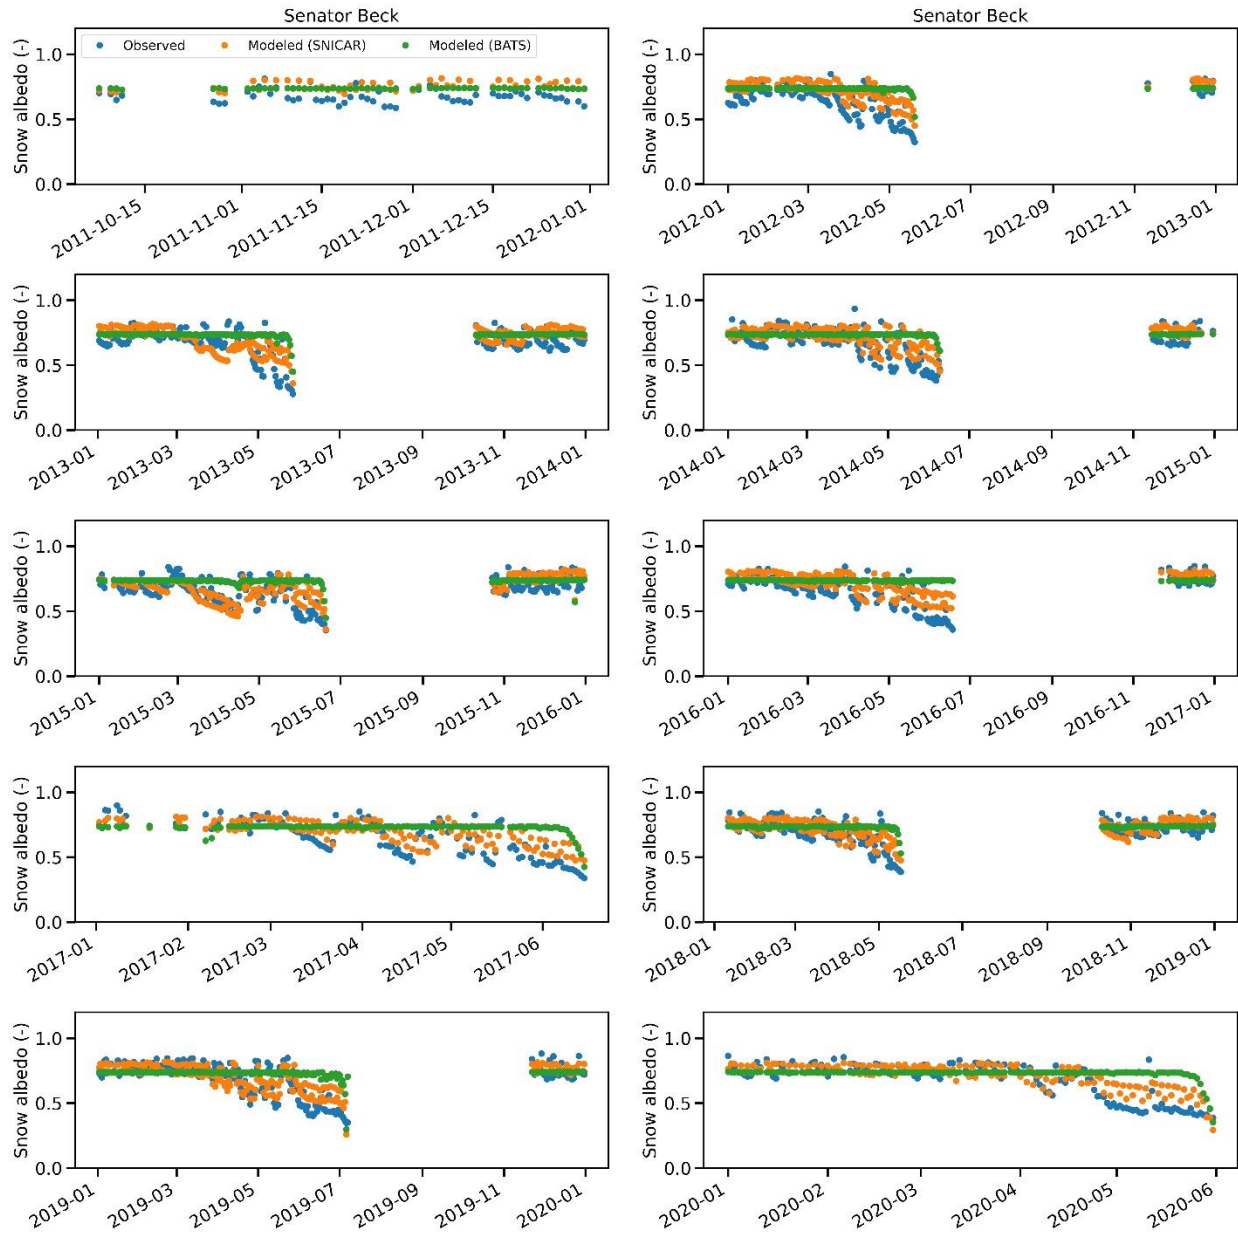 Senator Beck
Senator Beck
Observed Modeled (SNICAR) Modeled (BATS)
Snow albedo (-)
1.0
0.5
0.0
2011-10-15 2011-11-01 2011-11-15 2011-12-01 2011-12-15 2012-01-01
Snow albedo (-)
1.0
0.5
0.0
2012-01 2012-03 2012-05 2012-07 2012-09 2012-11 2013-01
Snow albedo (-)
1.0
0.5
0.0
2013-01 2013-03 2013-05 2013-07 2013-09 2013-11 2014-01
Snow albedo (-)
1.0
0.5
0.0
2014-01 2014-03 2014-05 2014-07 2014-09 2014-11 2015-01
Snow albedo (-)
1.0
0.5
0.0
2015-01 2015-03 2015-05 2015-07 2015-09 2015-11 2016-01
Snow albedo (-)
1.0
0.5
0.0
2016-01 2016-03 2016-05 2016-07 2016-09 2016-11 2017-01
Snow albedo (-)
1.0
0.5
0.0
2017-01 2017-02 2017-03 2017-04 2017-05 2017-06
Snow albedo (-)
1.0
0.5
0.0
2018-01 2018-03 2018-05 2018-07 2018-09 2018-11 2019-01
Snow albedo (-)
1.0
0.5
0.0
2019-01 2019-03 2019-05 2019-07 2019-09 2019-11 2020-01
Snow albedo (-)
1.0
0.5
0.0
2020-01 2020-02 2020-03 2020-04 2020-05 2020-06